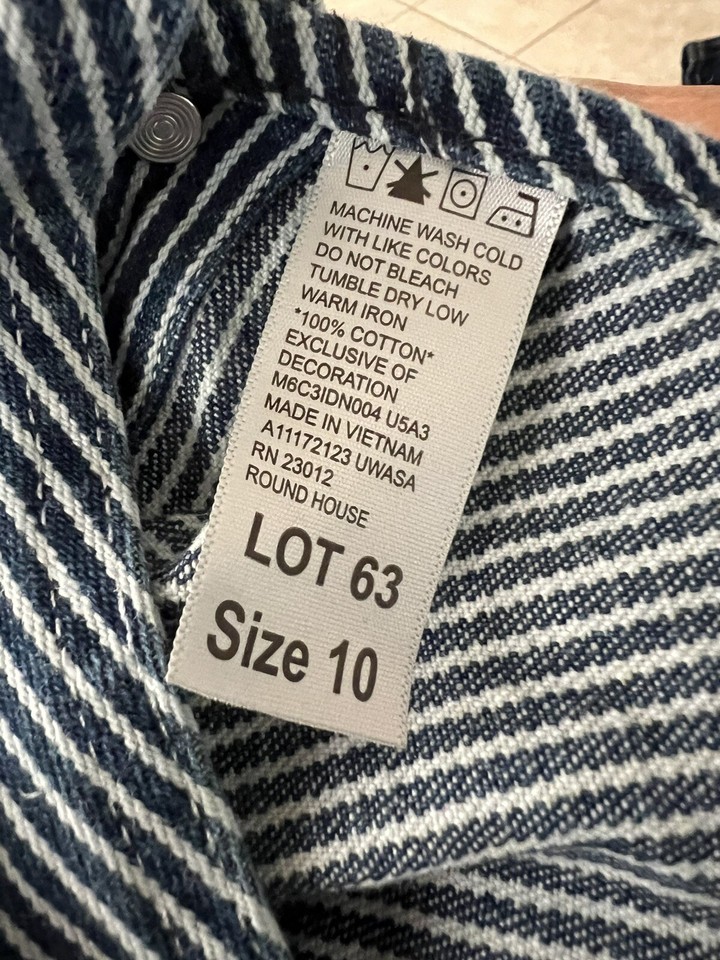 MACHINE WASH COLD
WITH LIKE COLORS
DO NOT BLEACH
TUMBLE DRY LOW
WARM IRON
*100% COTTON*
EXCLUSIVE OF
DECORATION
M6C3IDN004 U5A3
MADE IN VIETNAM
A11172123 UWASA
RN 23012
ROUND HOUSE
LOT 63
Size 10